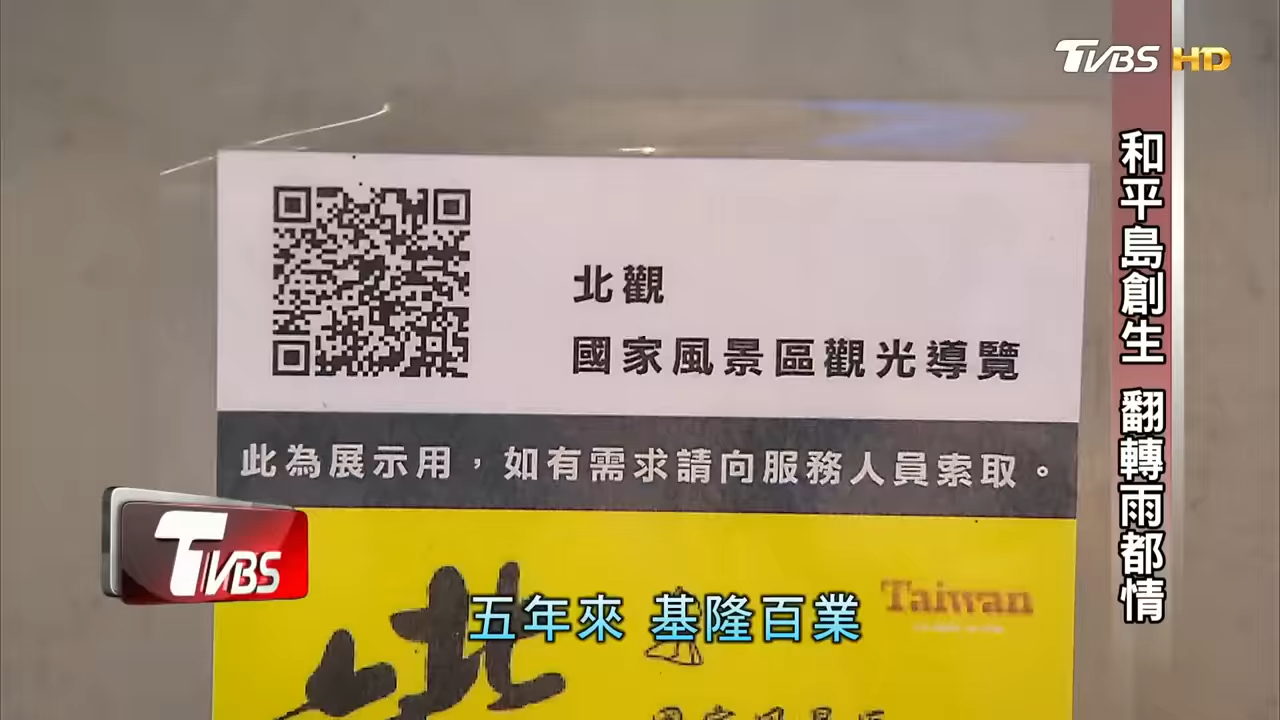 TVBS HD
和平島創生 翻轉雨都情
北觀
國家風景區觀光導覽
此為展示用，如有需求請向服務人員索取。
TVBS
Taiwan
五年來 基隆百業
北